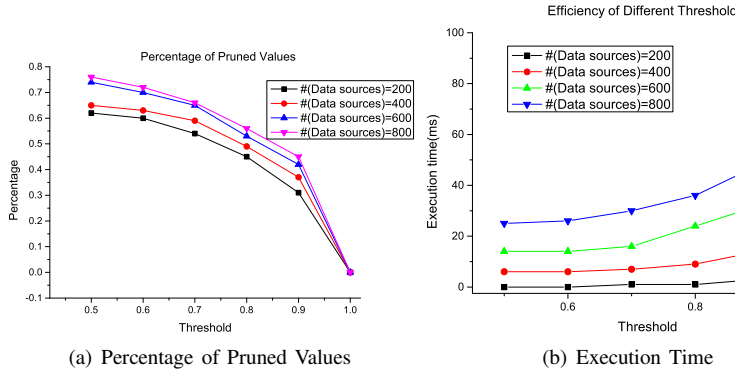 Percentage of Pruned Values
0.8
0.7
0.6
0.5
0.4
0.3
0.2
0.1
0.0
-0.1
Percentage
#(Data sources)=200
#(Data sources)=400
#(Data sources)=600
#(Data sources)=800
0.5 0.6 0.7 0.8 0.9 1.0
Threshold
(a) Percentage of Pruned Values
Efficiency of Different Threshold
100
80
60
40
20
0
Execution time(ms)
#(Data sources)=200
#(Data sources)=400
#(Data sources)=600
#(Data sources)=800
0.6 0.8
Threshold
(b) Execution Time